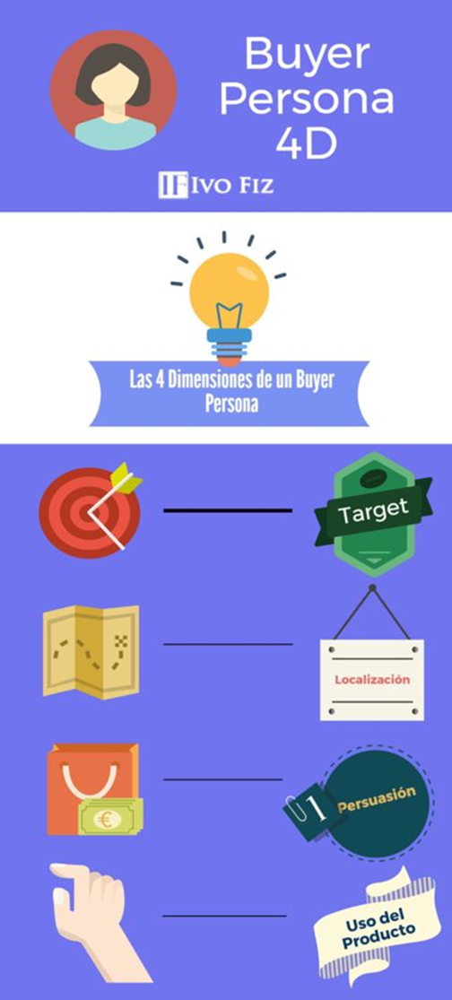 Buyer
Persona
4D
IF IVO FIZ
Las 4 Dimensiones de un Buyer
Persona
Target
Localización
1
Persuasión
€
Uso del
Producto